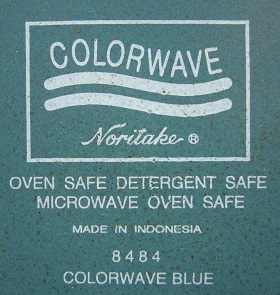 COLORWAVE
Noritake ®
OVEN SAFE DETERGENT SAFE
MICROWAVE OVEN SAFE
MADE IN INDONESIA
8484
COLORWAVE BLUE